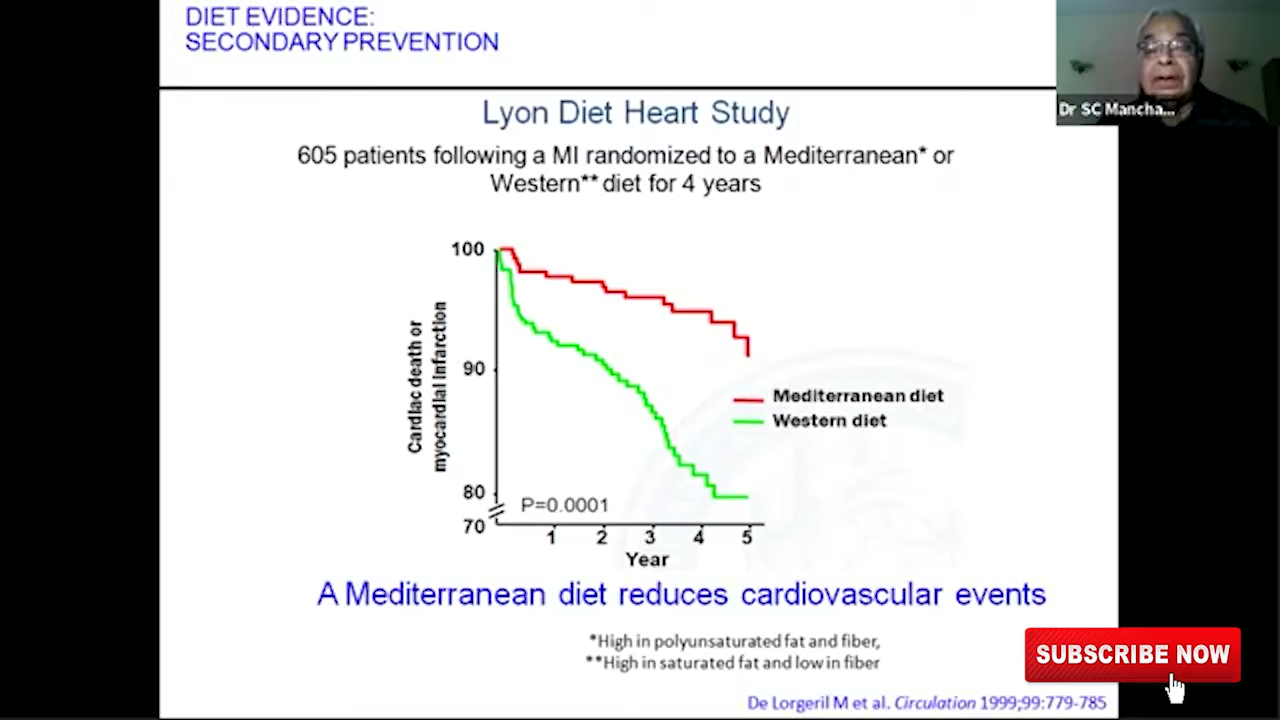 DIET EVIDENCE:
SECONDARY PREVENTION
Dr SC Mancha...
Lyon Diet Heart Study
605 patients following a MI randomized to a Mediterranean* or
Western** diet for 4 years
100
90
80
70
Cardiac death or
myocardial infarction
Mediterranean diet
Western diet
P=0.0001
1 2 3 4 5
Year
A Mediterranean diet reduces cardiovascular events
*High in polyunsaturated fat and fiber,
**High in saturated fat and low in fiber
SUBSCRIBE NOW
De Lorgeril M et al. Circulation 1999;99:779-785